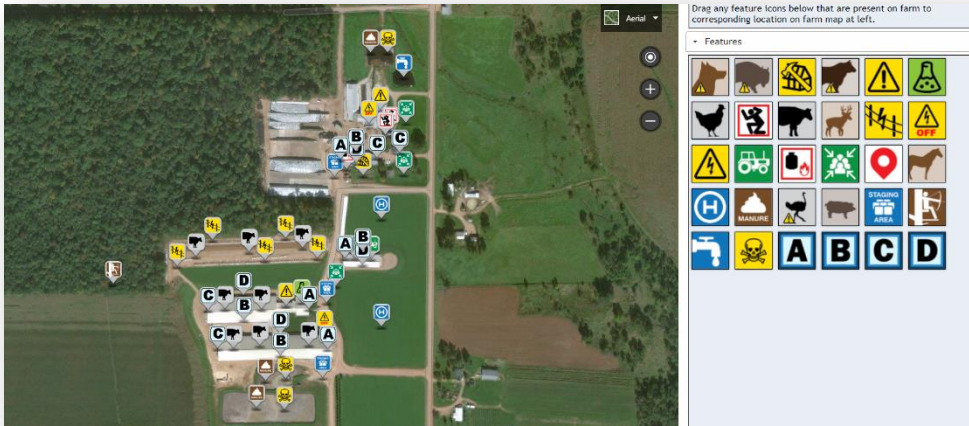 Drag any feature icons below that are present on farm to
corresponding location on farm map at left.
Aerial
Features
OFF
H
MANURE
STAGING
AREA
A
B
C
D
OFF
A
B
C
C
H
A
B
D
C
B
A
D
C
B
A
H